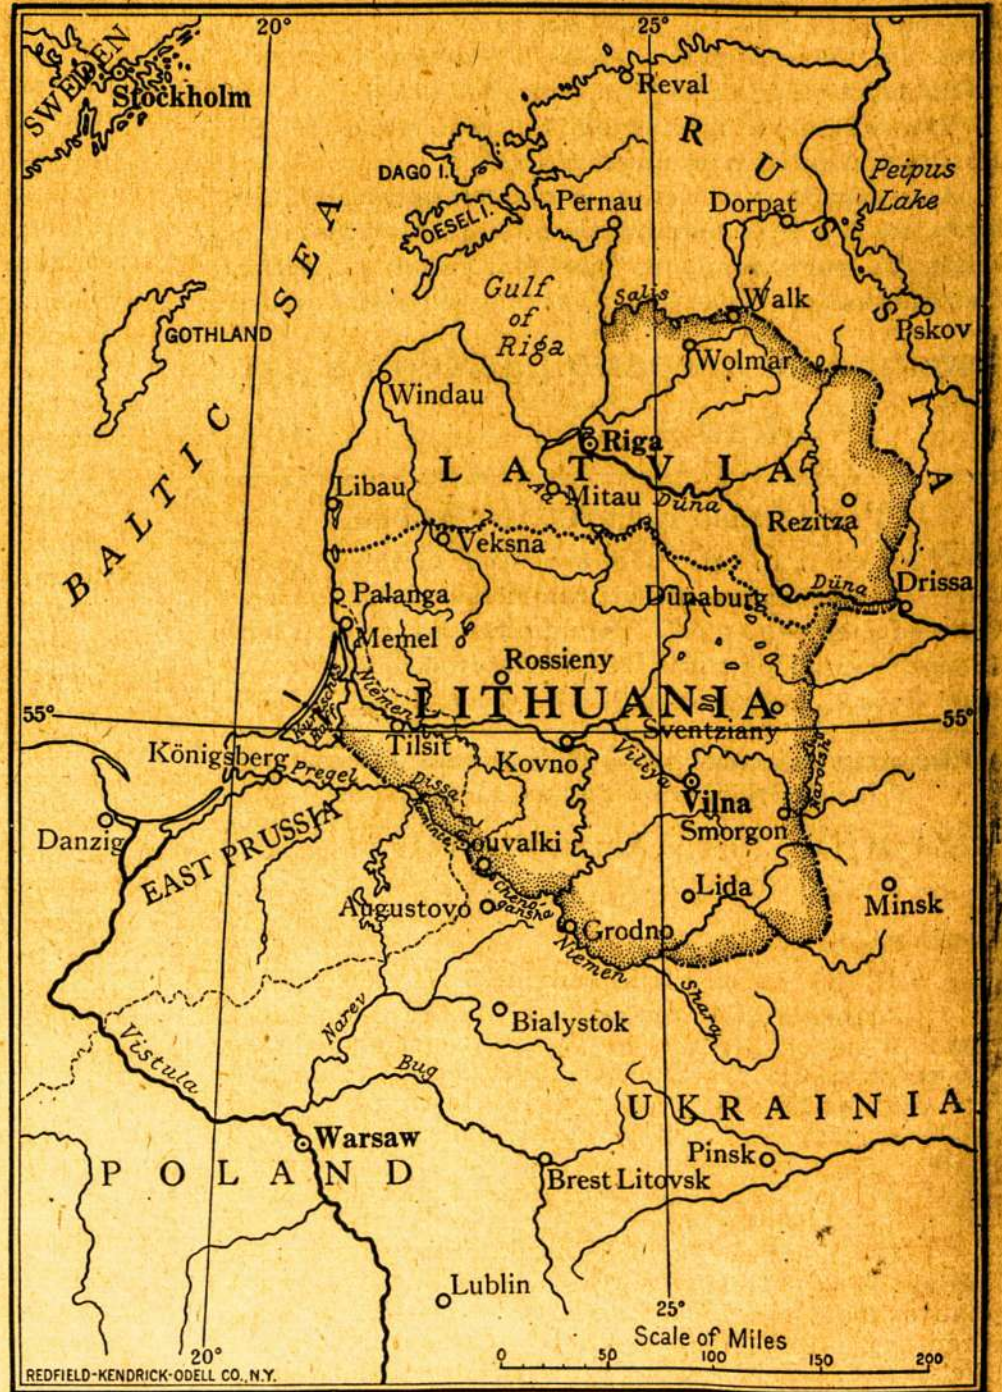 20°
25°
SWEDEN
Stockholm
Reval
RUSSIA
DAGO I.
OESEL I.
Pernau
Dorpat
Peipus
Lake
BALTIC SEA
Gulf
of
Riga
Salis
Walk
Pskov
GOTHLAND
Wolmar
Windau
Riga
LATVIA
Libau
Aa
Mitau
Düna
Rezitza
Veksna
Palanga
Dünaburg
Düna
Drissa
Memel
Rossieny
Niemen
LITHUANIA
55°
55°
Tilsit
Sventziany
Königsberg
Pregel
Kovno
Viliya
Dissa
Vilna
Smorgon
Danzig
EAST PRUSSIA
Souvalki
Lida
Minsk
Augustovo
Grodno
Niemen
Narev
Bialystok
Shara
Vistula
Bug
UKRAINIA
Warsaw
POLAND
Pinsk
Brest Litovsk
Lublin
25°
Scale of Miles
20°
0 50 100 150 200
REDFIELD-KENDRICK-ODELL CO., N.Y.